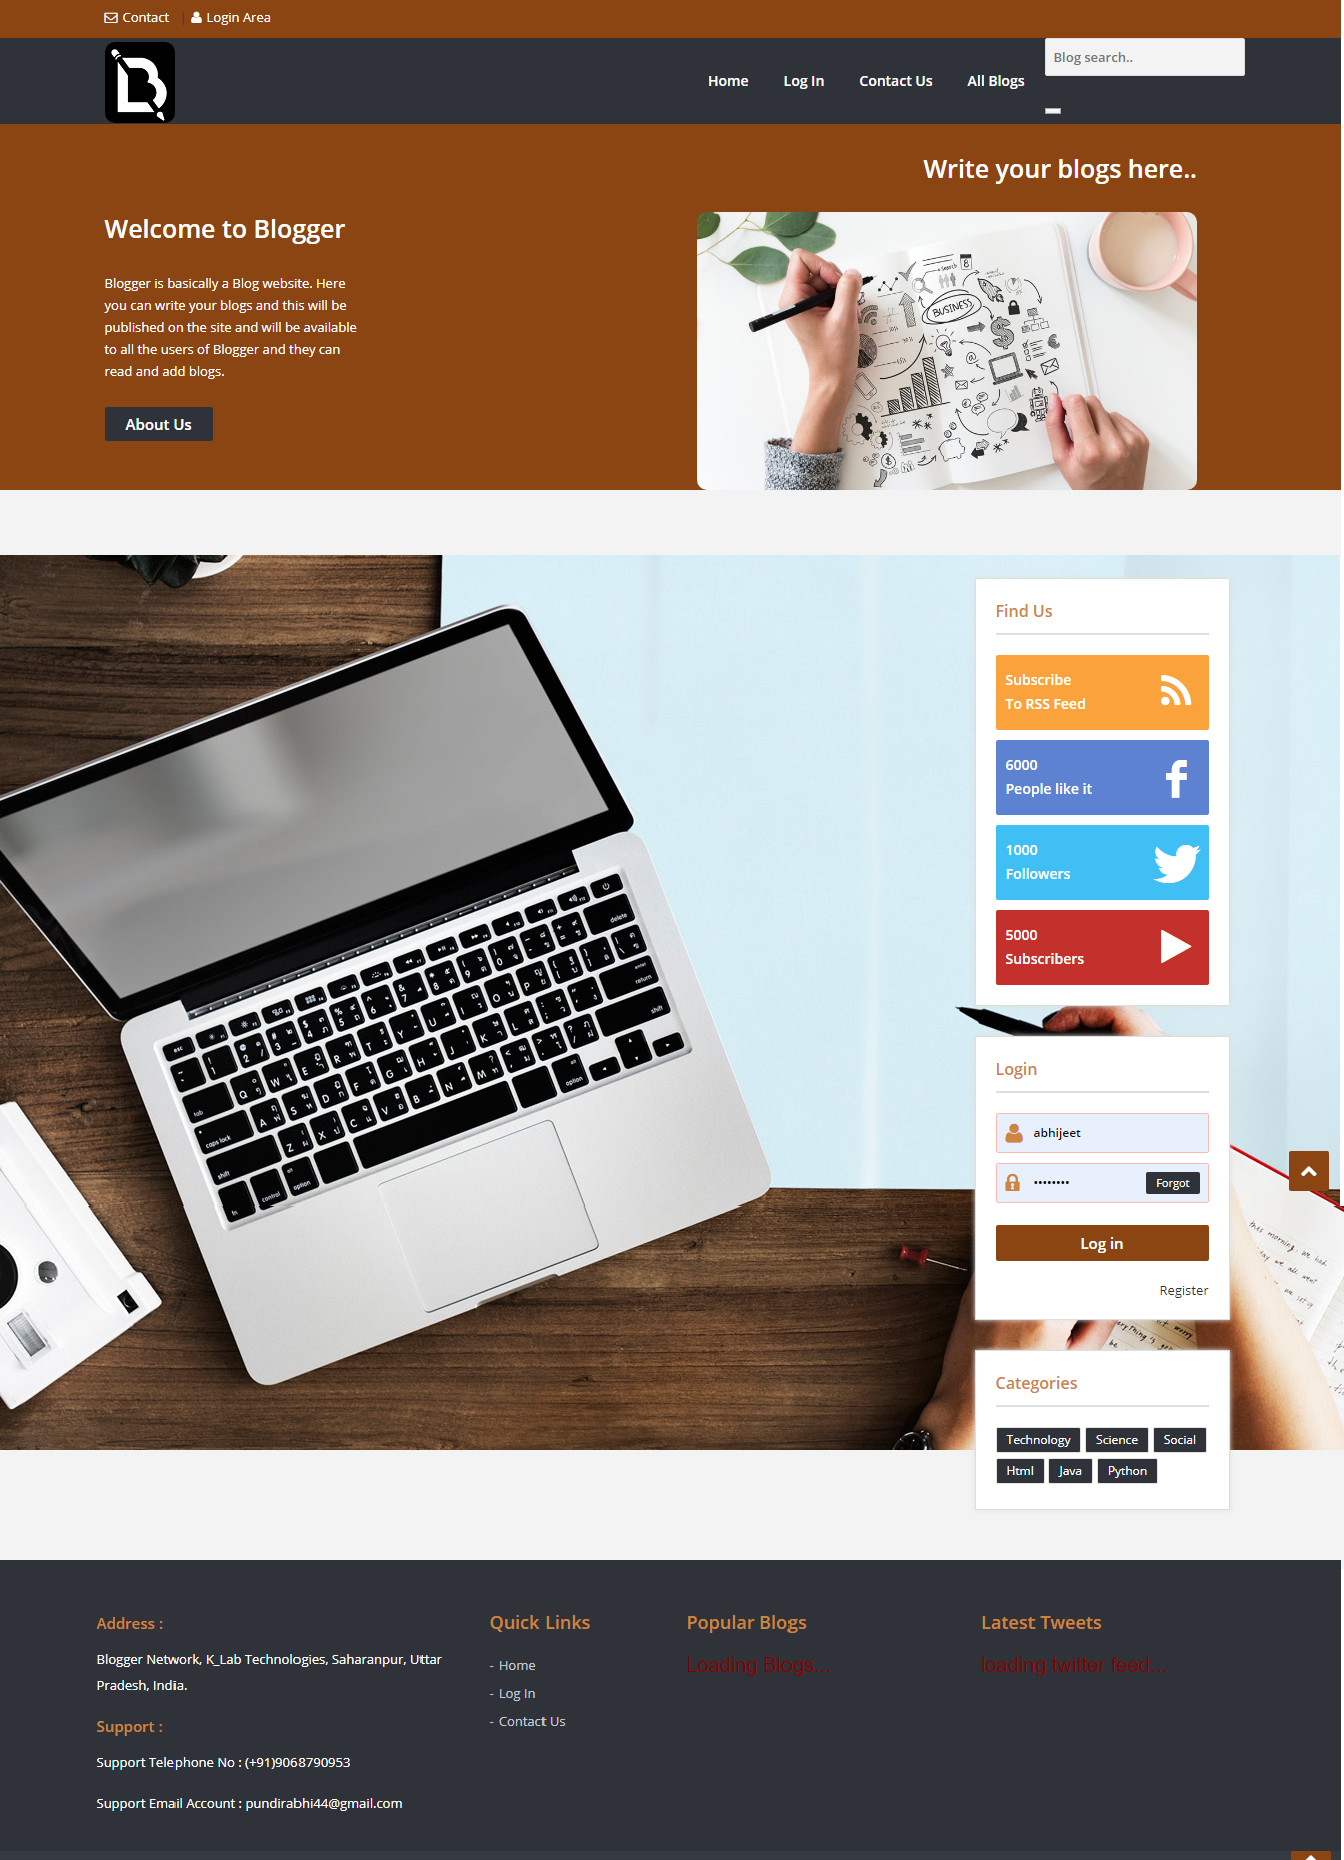 Contact
Login Area
Home
Log In
Contact Us
All Blogs
Blog search..
Write your blogs here..
Welcome to Blogger
Blogger is basically a Blog website. Here
you can write your blogs and this will be
published on the site and will be available
to all the users of Blogger and they can
read and add blogs.
About Us
BUSINESS
Find Us
Subscribe
To RSS Feed
6000
People like it
1000
Followers
5000
Subscribers
Login
abhijeet
••••••••
Forgot
Log in
Register
Categories
Technology
Science
Social
Html
Java
Python
Address :
Blogger Network, K_Lab Technologies, Saharanpur, Uttar
Pradesh, India.
Support :
Support Telephone No : (+91)9068790953
Support Email Account : pundirabhi44@gmail.com
Quick Links
- Home
- Log In
- Contact Us
Popular Blogs
Loading Blogs...
Latest Tweets
loading twitter feed...